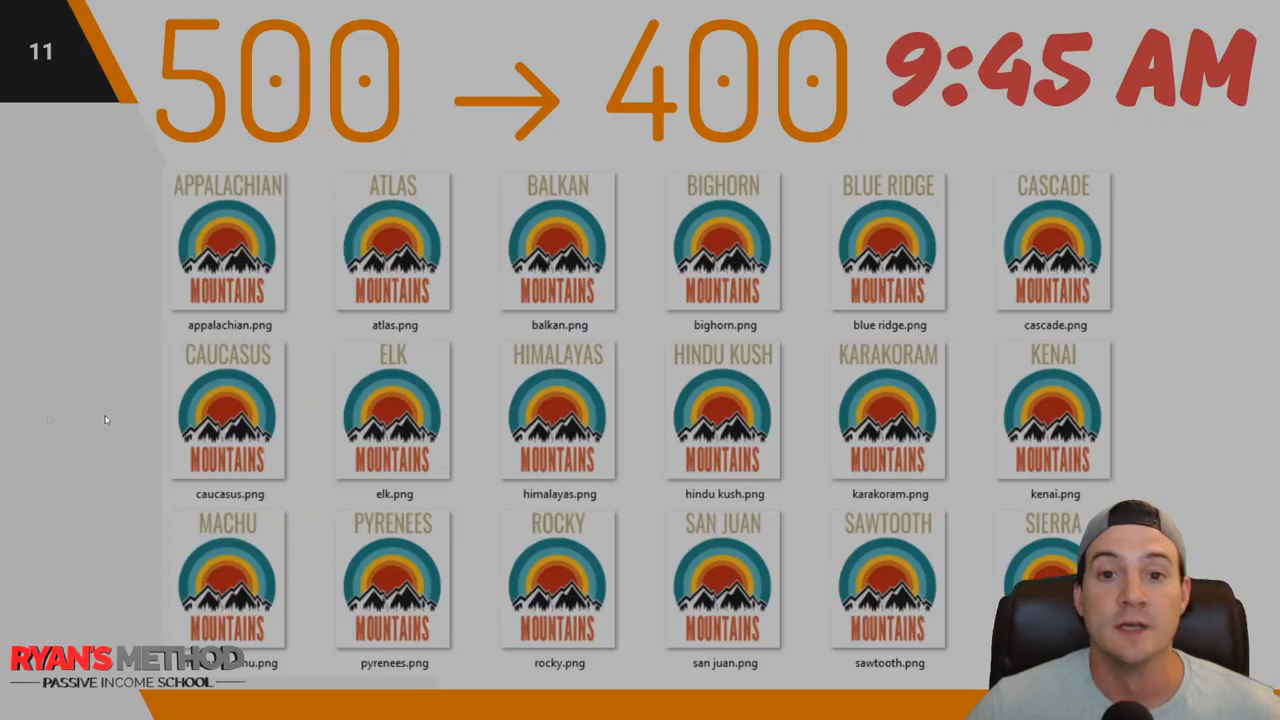 11
500 → 400
9:45 AM
APPALACHIAN ATLAS BALKAN BIGHORN BLUE RIDGE CASCADE
MOUNTAINS MOUNTAINS MOUNTAINS MOUNTAINS MOUNTAINS MOUNTAINS
appalachian.png atlas.png balkan.png bighorn.png blue ridge.png cascade.png
CAUCASUS ELK HIMALAYAS HINDU KUSH KARAKORAM KENAI
MOUNTAINS MOUNTAINS MOUNTAINS MOUNTAINS MOUNTAINS MOUNTAINS
caucasus.png elk.png himalayas.png hindu kush.png karakoram.png kenai.png
MACHU PYRENEES ROCKY SAN JUAN SAWTOOTH SIERRA
MOUNTAINS MOUNTAINS MOUNTAINS MOUNTAINS MOUNTAINS
pyrenees.png rocky.png san juan.png sawtooth.png
RYAN'S METHOD
PASSIVE INCOME SCHOOL